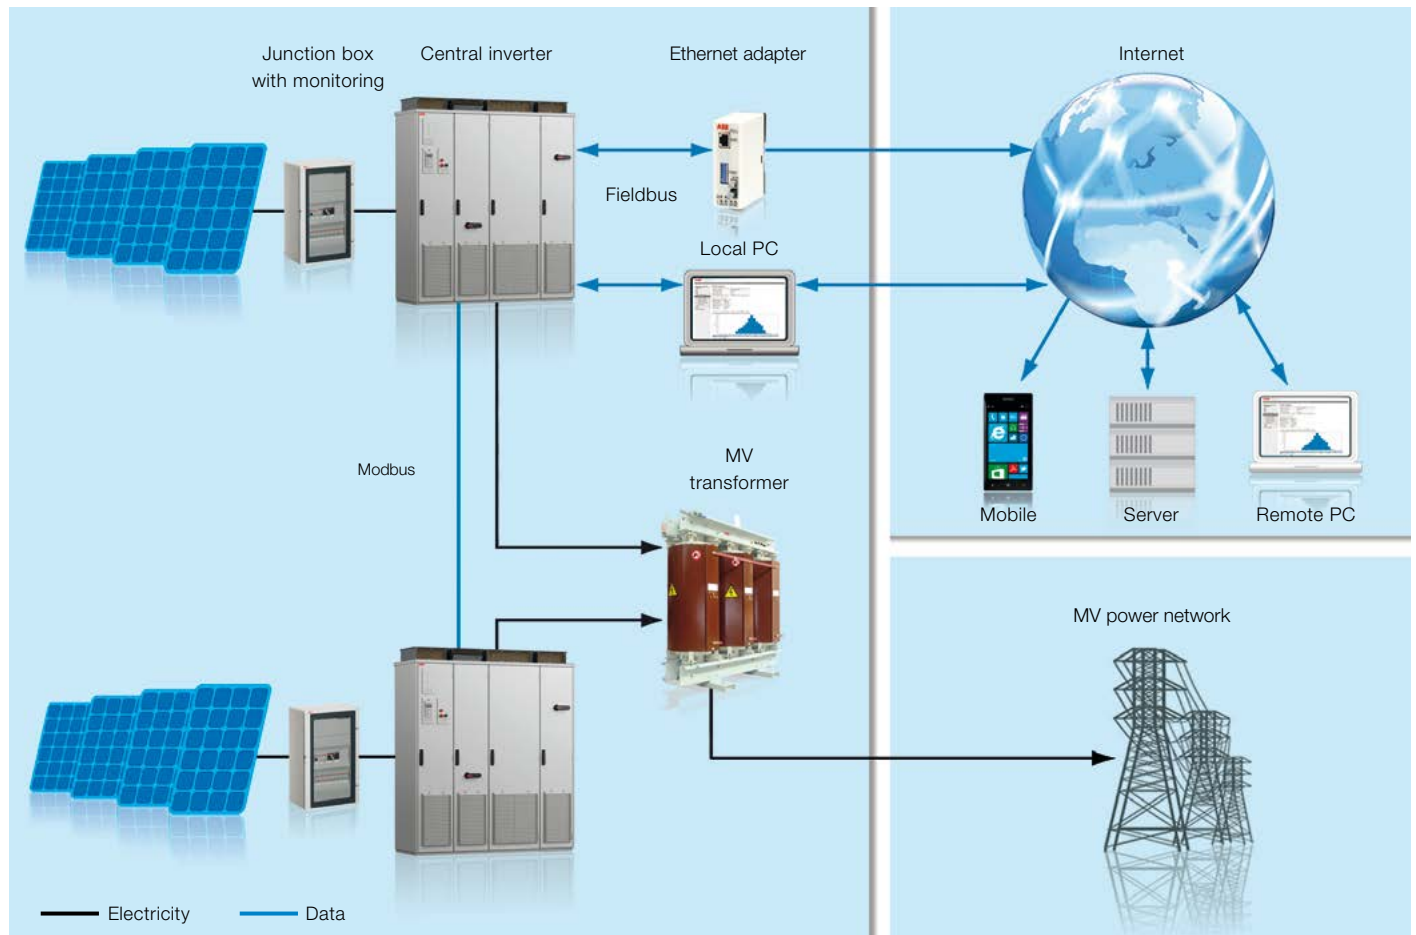 Junction box
with monitoring
Central inverter
Ethernet adapter
Internet
ABB
Fieldbus
Local PC
Modbus
MV
transformer
Mobile
Server
Remote PC
MV power network
Electricity
Data